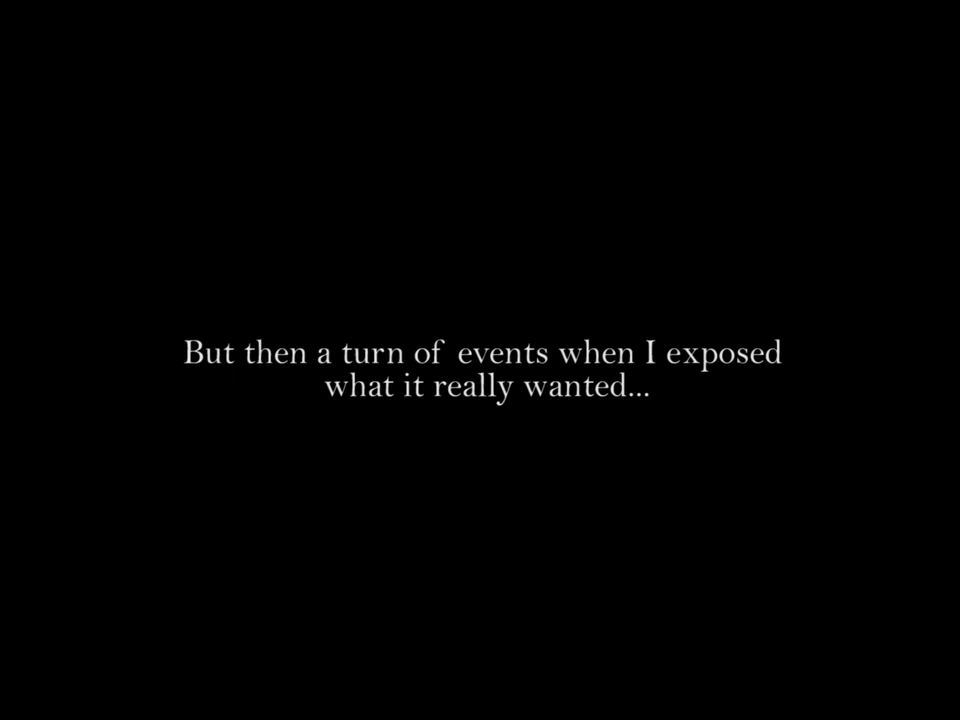 But then a turn of events when I exposed
what it really wanted...